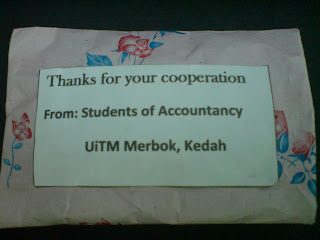 Thanks for your cooperation
From: Students of Accountancy
UiTM Merbok, Kedah